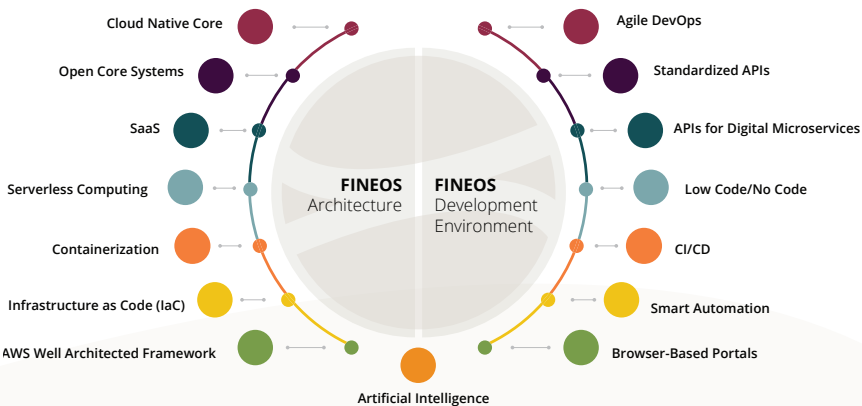 Cloud Native Core
Open Core Systems
SaaS
Serverless Computing
Containerization
Infrastructure as Code (IaC)
AWS Well Architected Framework
FINEOS
Architecture
FINEOS
Development
Environment
Agile DevOps
Standardized APIs
APIs for Digital Microservices
Low Code/No Code
CI/CD
Smart Automation
Browser-Based Portals
Artificial Intelligence